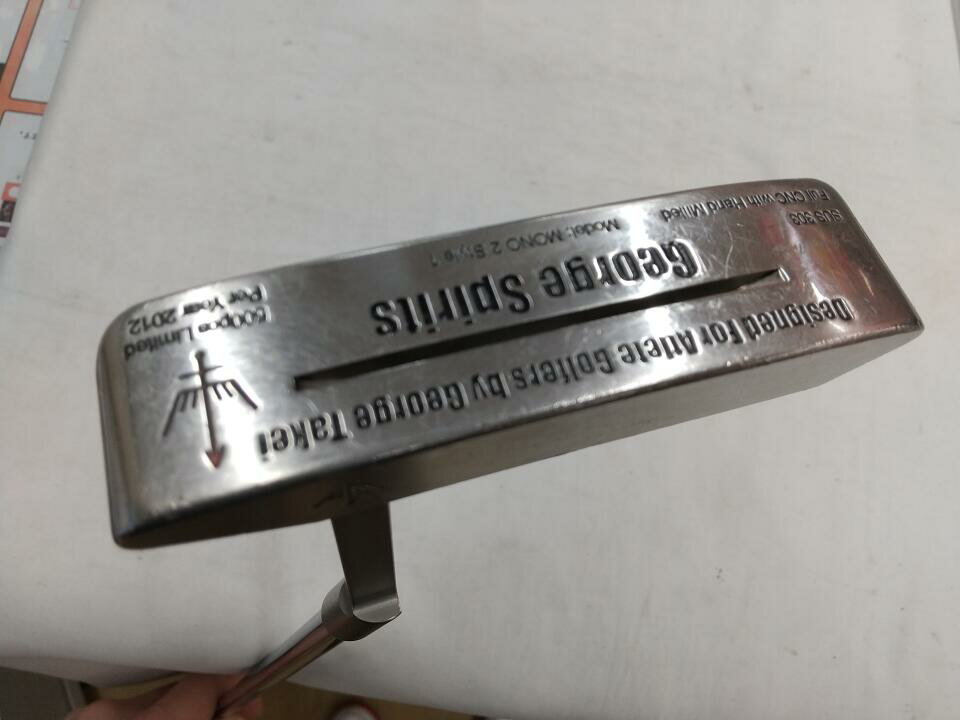 SUS 303
Full CNC with Hand Milled
Model: MONO 2 Style 1
George Spirits
Designed For Atlete Golfers by George Takei
500pcs Limited
Per Year 2012